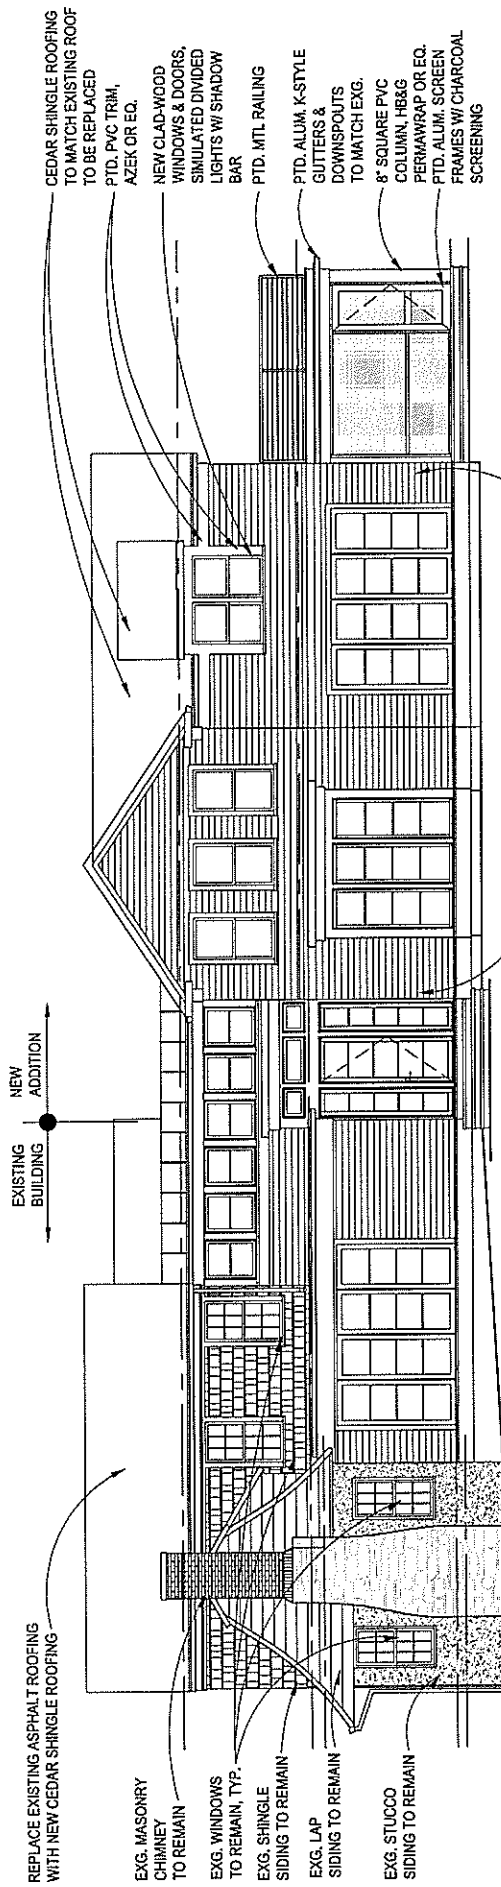 REPLACE EXISTING ASPHALT ROOFING
WITH NEW CEDAR SHINGLE ROOFING
EXG. MASONRY
CHIMNEY
TO REMAIN
EXG. WINDOWS
TO REMAIN, TYP.
EXG. SHINGLE
SIDING TO REMAIN
EXG. LAP
SIDING TO REMAIN
EXG. STUCCO
SIDING TO REMAIN
EXISTING
BUILDING
NEW
ADDITION
CEDAR SHINGLE ROOFING
TO MATCH EXISTING ROOF
TO BE REPLACED
PTD. PVC TRIM,
AZEK OR EQ.
NEW CLAD-WOOD
WINDOWS & DOORS,
SIMULATED DIVIDED
LIGHTS W/ SHADOW
BAR
PTD. MTL RAILING
PTD. ALUM. K-STYLE
GUTTERS &
DOWNSPOUTS
TO MATCH EXG.
8" SQUARE PVC
COLUMN, HB&G
PERMAWRAP OR EQ.
PTD. ALUM. SCREEN
FRAMES W/ CHARCOAL
SCREENING